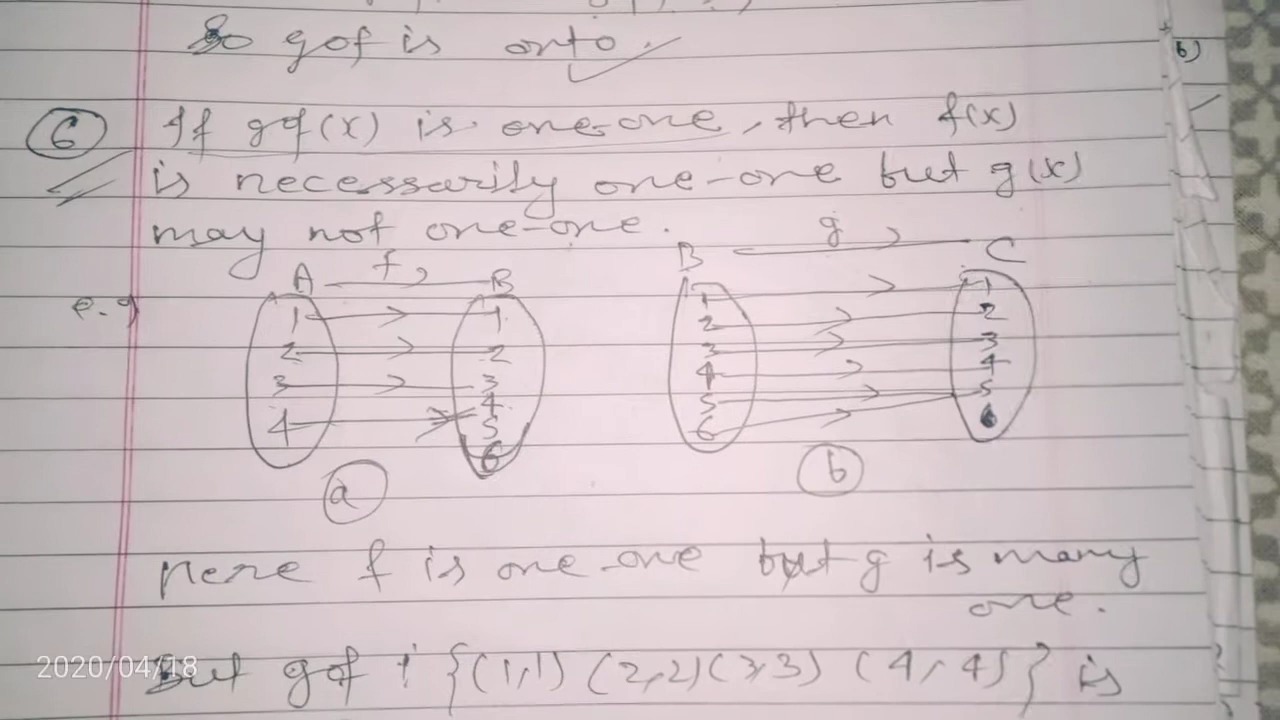 So gof is onto.
b)
6 If gof(x) is one-one, then f(x)
is necessarily one-one but g(x)
may not one-one.
e.g
A f B
1 1
2 2
3 3
4 4
5
6
a
B g C
1 1
2 2
3 3
4 4
5 5
6 6
b
Here f is one-one but g is many
one.
But gof : {(1,1) (2,2) (3,3) (4,4)} is
2020/04/18